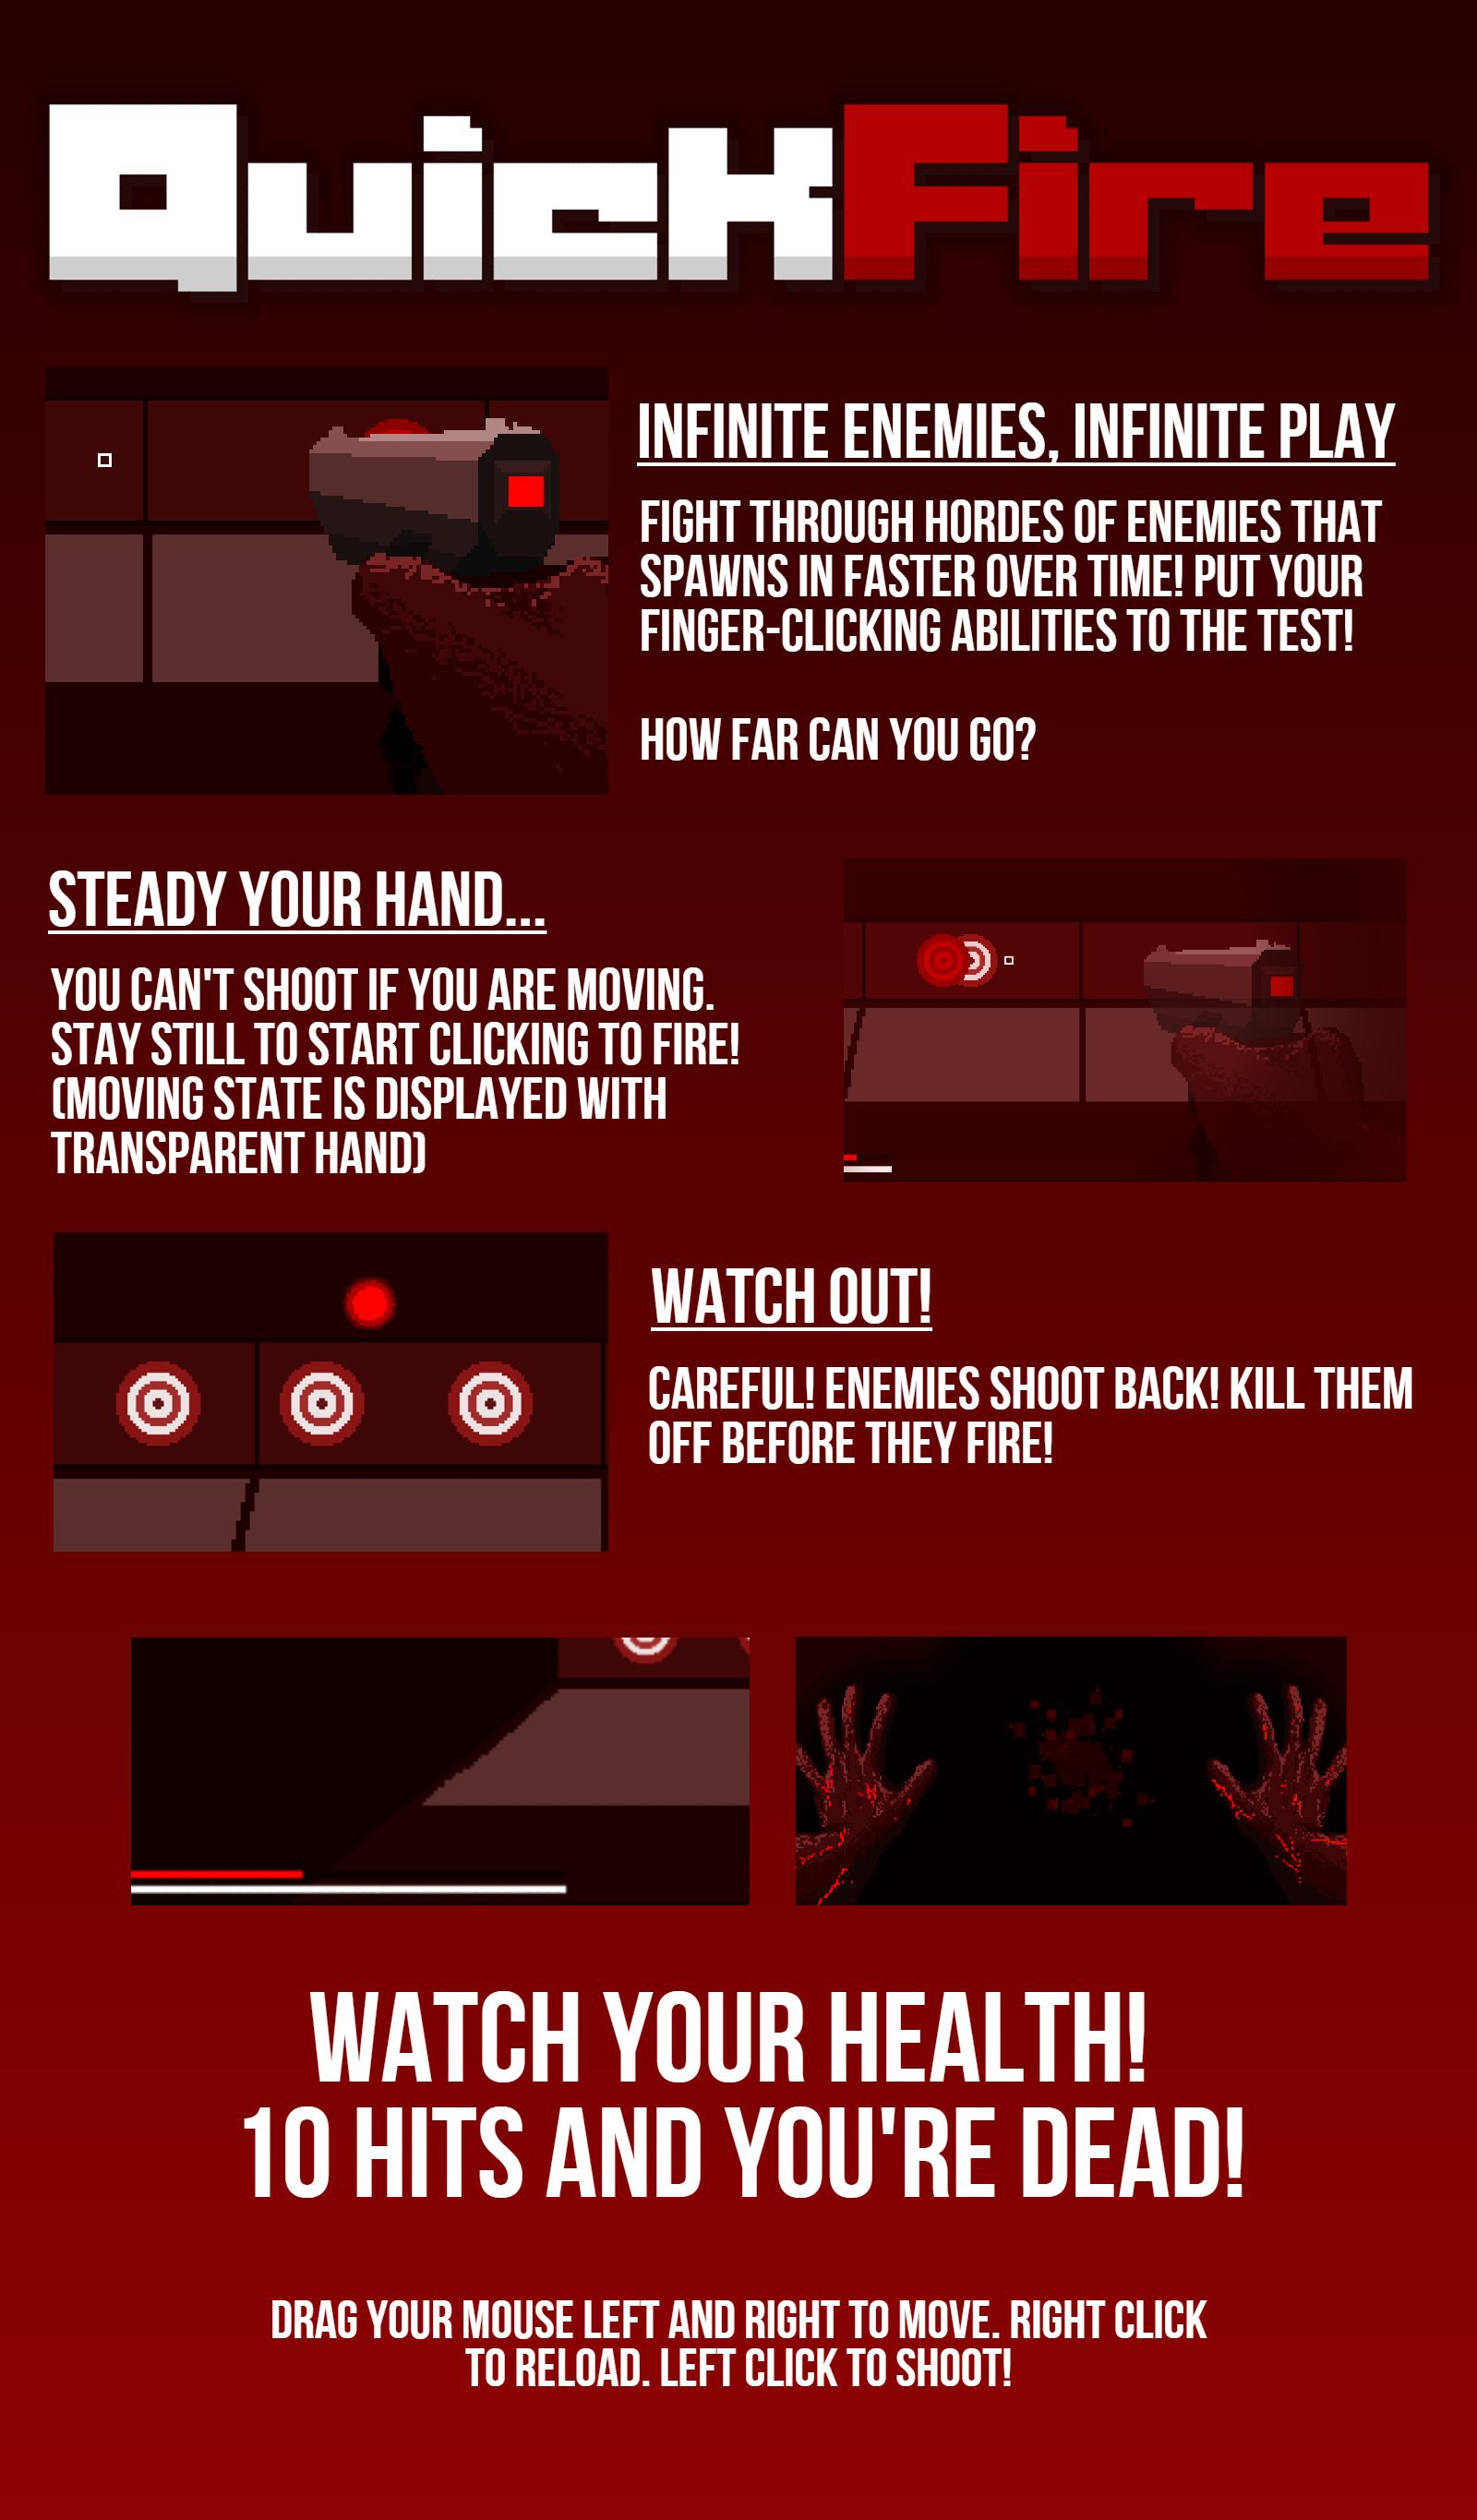 QuickFire
INFINITE ENEMIES, INFINITE PLAY
FIGHT THROUGH HORDES OF ENEMIES THAT
SPAWNS IN FASTER OVER TIME! PUT YOUR
FINGER-CLICKING ABILITIES TO THE TEST!
HOW FAR CAN YOU GO?
STEADY YOUR HAND...
YOU CAN'T SHOOT IF YOU ARE MOVING.
STAY STILL TO START CLICKING TO FIRE!
(MOVING STATE IS DISPLAYED WITH
TRANSPARENT HAND)
WATCH OUT!
CAREFUL! ENEMIES SHOOT BACK! KILL THEM
OFF BEFORE THEY FIRE!
WATCH YOUR HEALTH!
10 HITS AND YOU'RE DEAD!
DRAG YOUR MOUSE LEFT AND RIGHT TO MOVE. RIGHT CLICK
TO RELOAD. LEFT CLICK TO SHOOT!